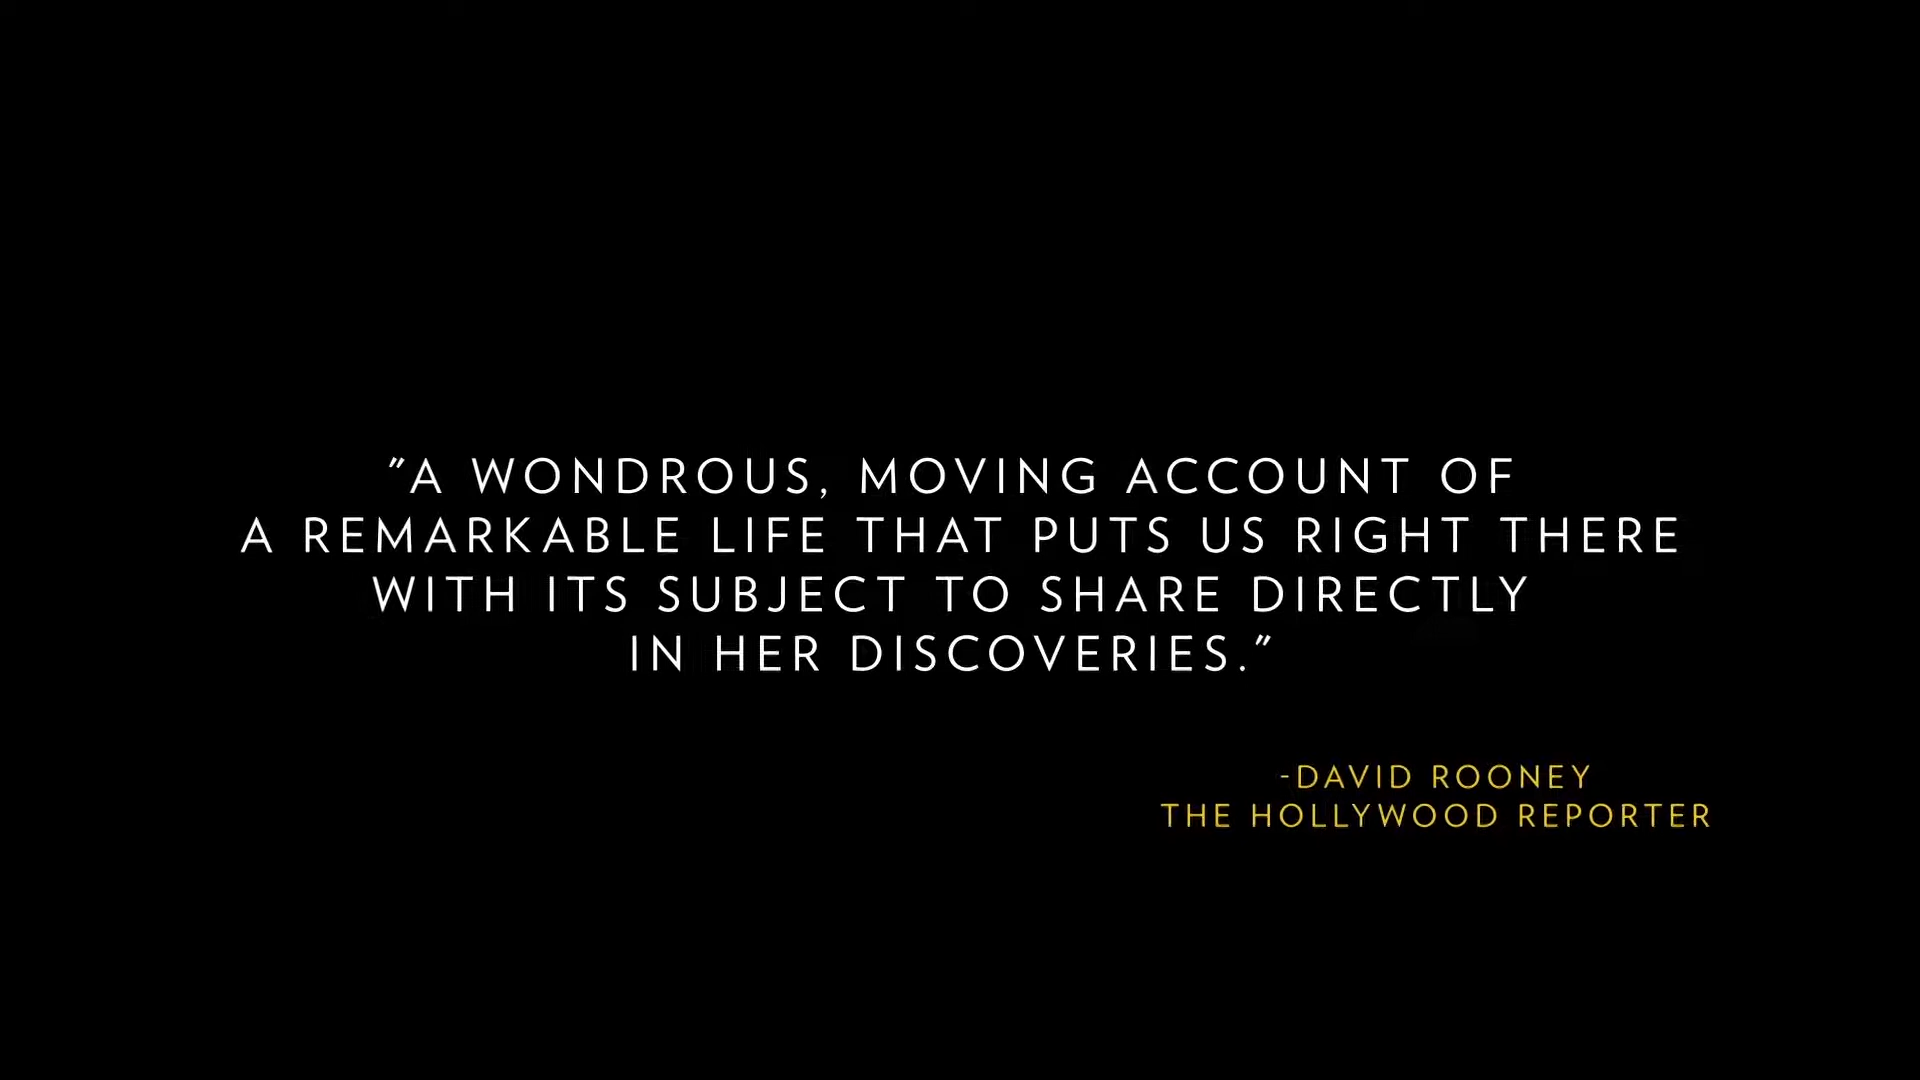 "A WONDROUS, MOVING ACCOUNT OF
A REMARKABLE LIFE THAT PUTS US RIGHT THERE
WITH ITS SUBJECT TO SHARE DIRECTLY
IN HER DISCOVERIES."
-DAVID ROONEY
THE HOLLYWOOD REPORTER